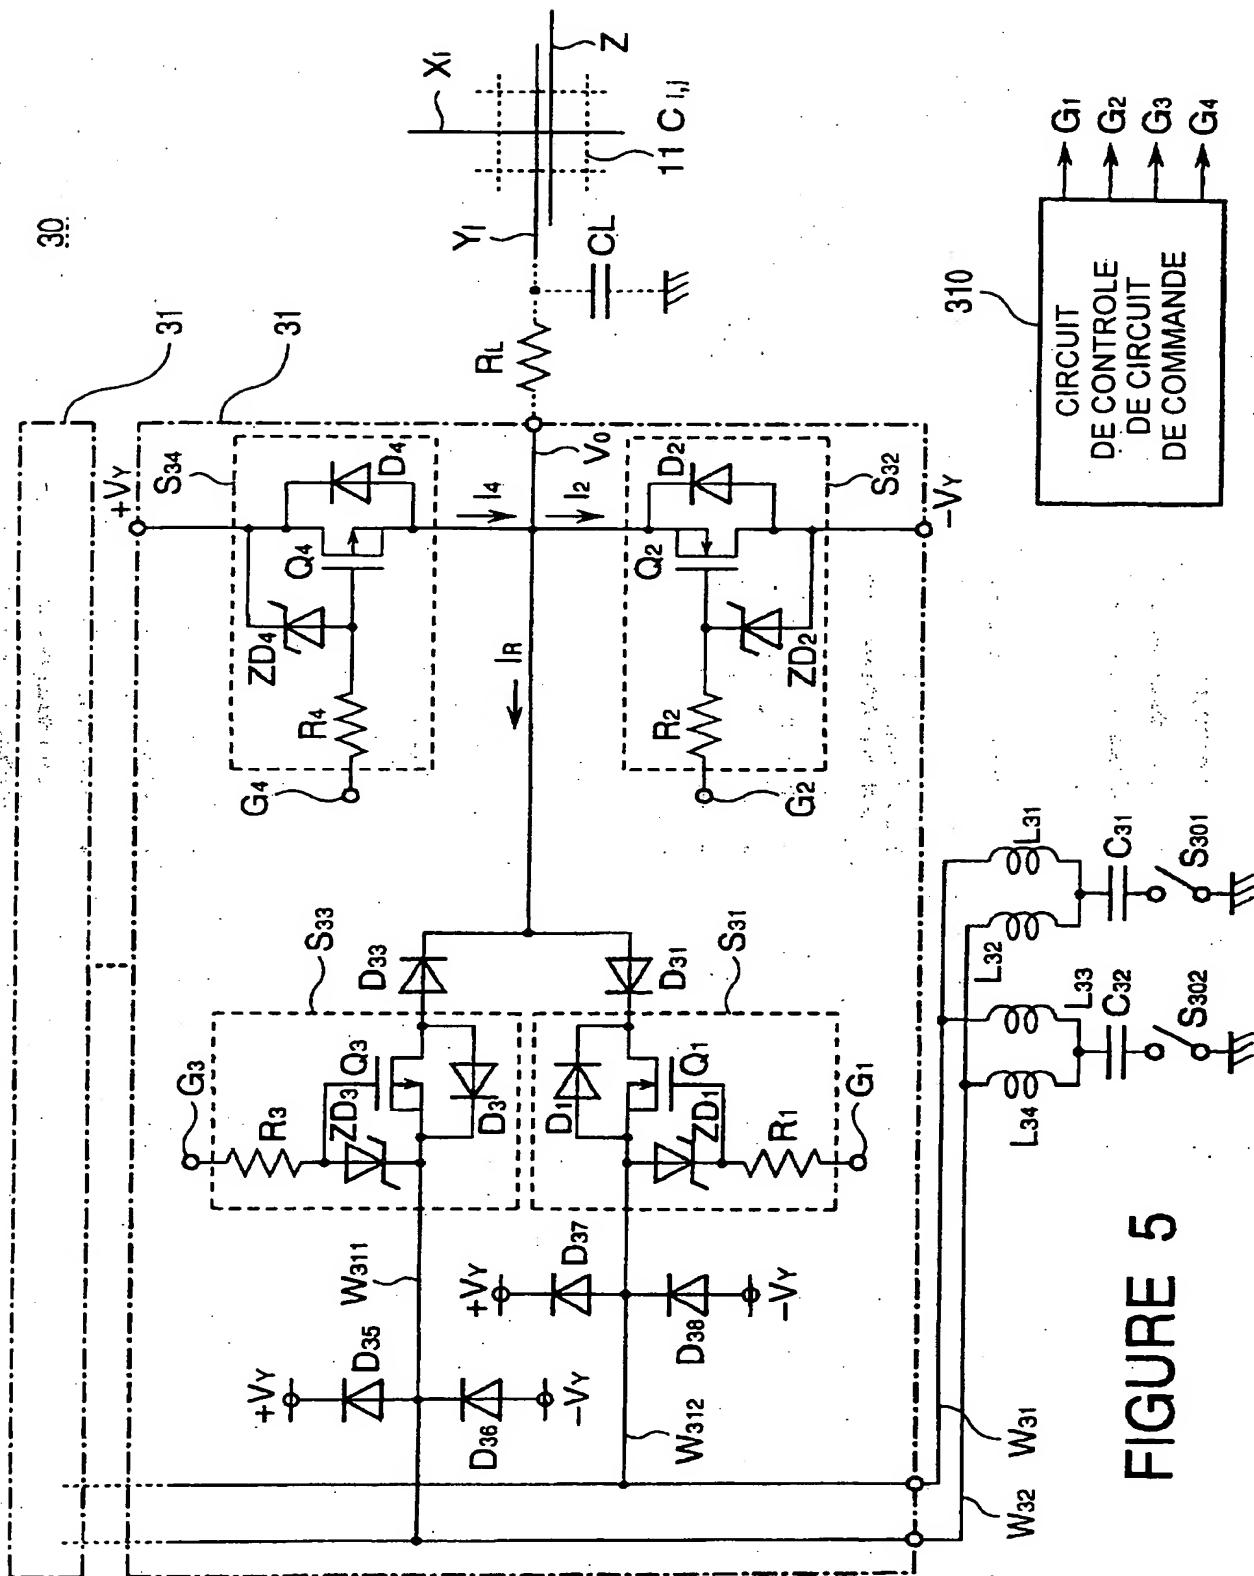 30
31
31
+VY
S34
D4
Q4
ZD4
R4
G4
I4
I2
V0
IR
RL
YI
CL
XI
Z
11 Ci,j
D2
S32
Q2
ZD2
R2
G2
-VY
S33
D33
G3
R3
ZD3
Q3
D3
S31
D31
D1
Q1
ZD1
R1
G1
W311
+VY
D35
D36
-VY
+VY
D37
D38
-VY
W312
W31
W32
L31
L32
C31
S301
L33
L34
C32
S302
310
CIRCUIT
DE CONTROLE
DE CIRCUIT
DE COMMANDE
G1
G2
G3
G4
FIGURE 5